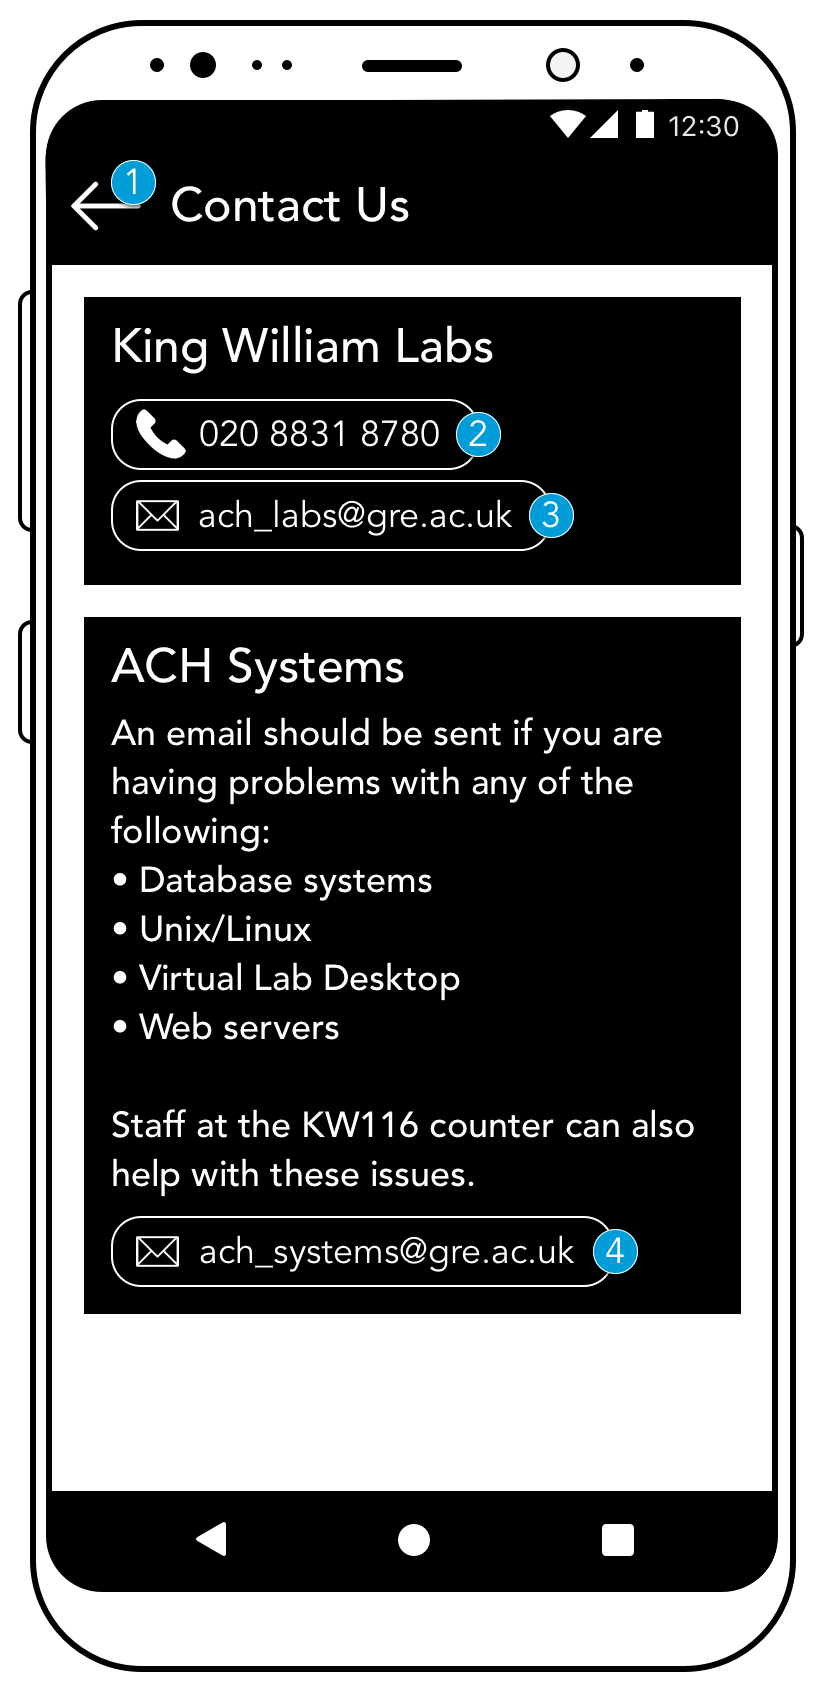 12:30
1
Contact Us
King William Labs
020 8831 8780 2
ach_labs@gre.ac.uk 3
ACH Systems
An email should be sent if you are
having problems with any of the
following:
• Database systems
• Unix/Linux
• Virtual Lab Desktop
• Web servers
Staff at the KW116 counter can also
help with these issues.
ach_systems@gre.ac.uk 4